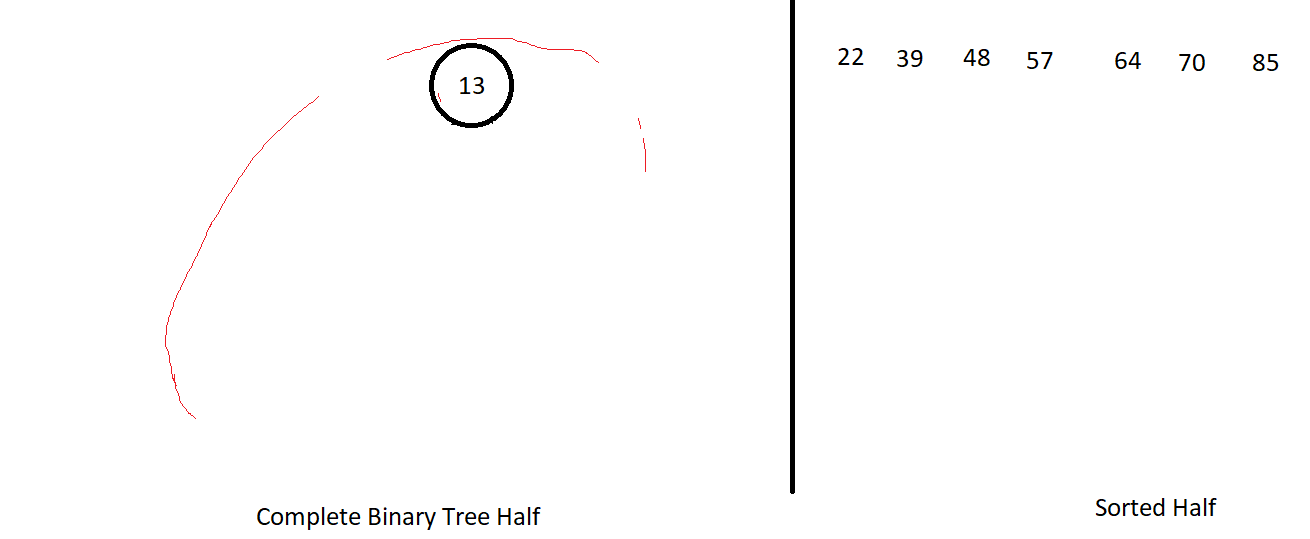 13
22 39 48 57 64 70 85
Complete Binary Tree Half
Sorted Half